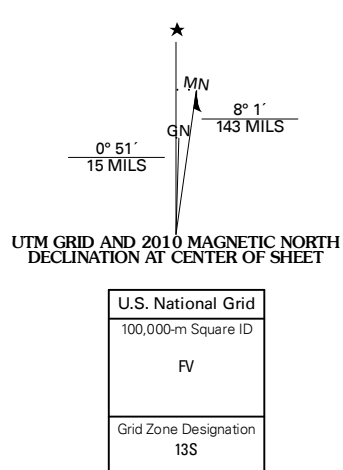 ★
MN
8° 1´
143 MILS
GN
0° 51´
15 MILS
UTM GRID AND 2010 MAGNETIC NORTH
DECLINATION AT CENTER OF SHEET
U.S. National Grid
100,000-m Square ID
FV
Grid Zone Designation
13S